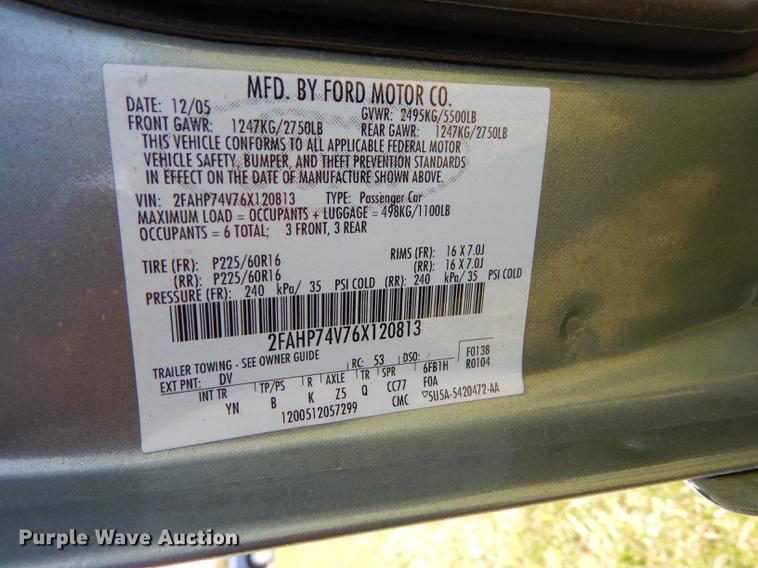 MFD. BY FORD MOTOR CO.
DATE: 12/05 GVWR: 2495KG/5500LB
FRONT GAWR: 1247KG/2750LB REAR GAWR: 1247KG/2750LB
THIS VEHICLE CONFORMS TO ALL APPLICABLE FEDERAL MOTOR
VEHICLE SAFETY, BUMPER, AND THEFT PREVENTION STANDARDS
IN EFFECT ON THE DATE OF MANUFACTURE SHOWN ABOVE.
VIN: 2FAHP74V76X120813 TYPE: Passenger Car
MAXIMUM LOAD = OCCUPANTS + LUGGAGE = 498KG/1100LB
OCCUPANTS = 6 TOTAL; 3 FRONT, 3 REAR
TIRE (FR): P225/60R16 RIMS (FR): 16 X 7.0J
(RR): P225/60R16 (RR): 16 X 7.0J
PRESSURE (FR): 240 kPa/ 35 PSI COLD (RR): 240 kPa/ 35 PSI COLD
2FAHP74V76X120813
TRAILER TOWING - SEE OWNER GUIDE
EXT PNT: DV RC: 53 DSO: F0138
INT TR TP/PS R AXLE TR SPR 6FB1H R0104
YN B K Z5 Q CC77 F0A
1200512057299 CMC ▽5U5A-5420472-AA
Purple Wave Auction